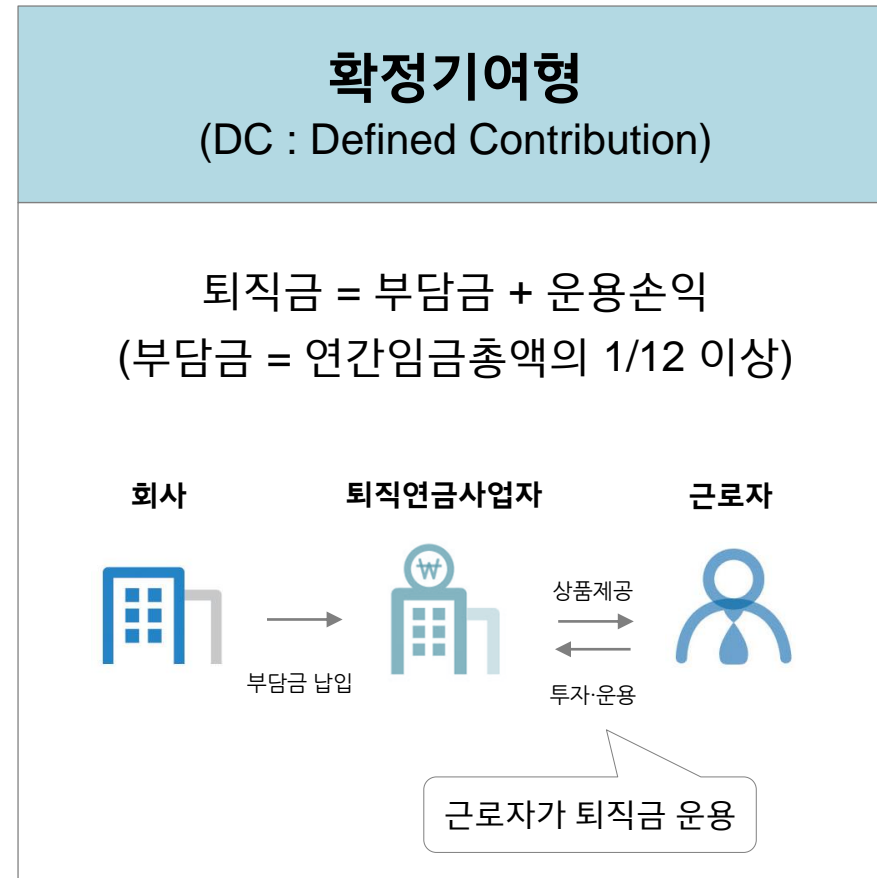 확정기여형
(DC : Defined Contribution)
퇴직금 = 부담금 + 운용손익
(부담금 = 연간임금총액의 1/12 이상)
회사
퇴직연금사업자
근로자
₩
상품제공
부담금 납입
투자·운용
근로자가 퇴직금 운용